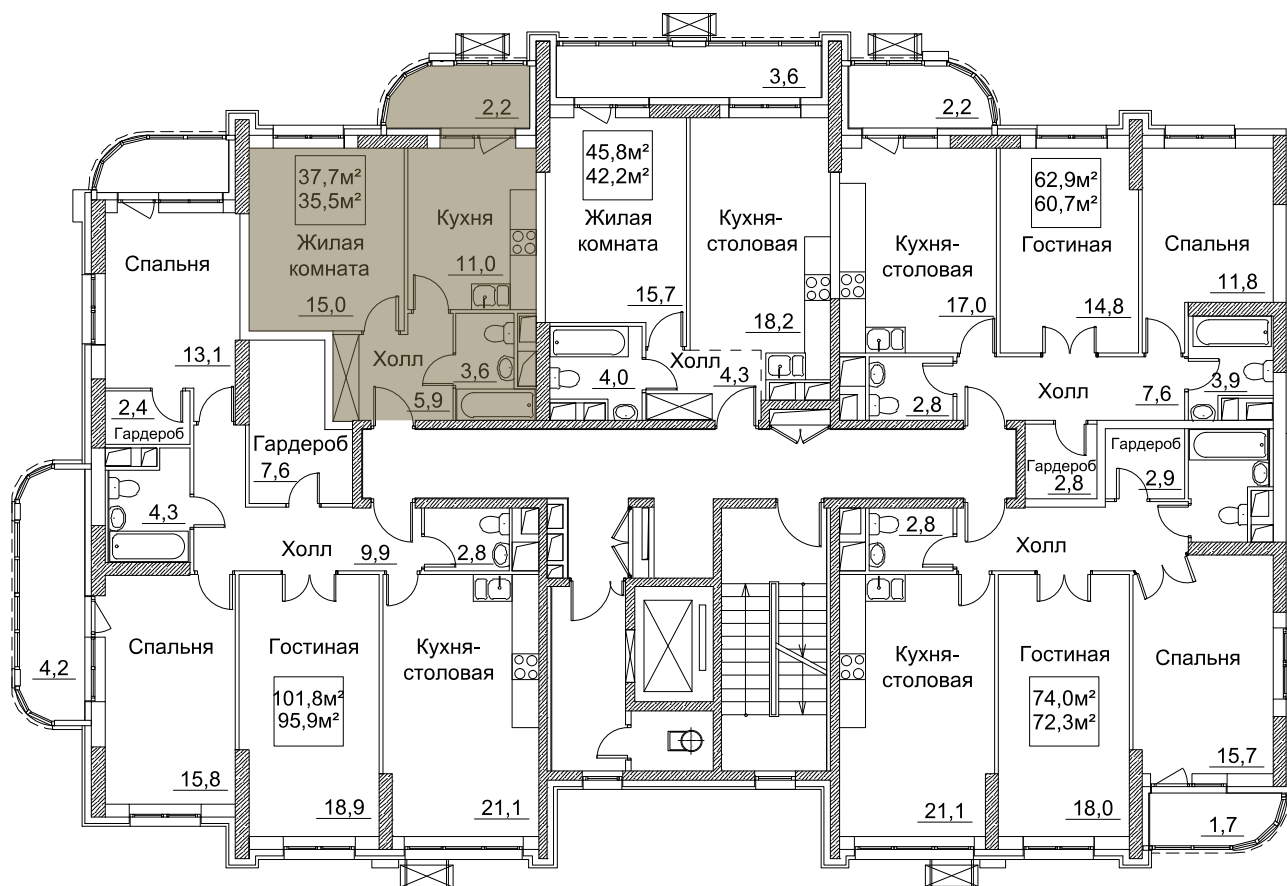 3,6
2,2
2,2
37,7м²
35,5м²
Жилая
комната
15,0
Кухня
11,0
Холл
5,9
3,6
45,8м²
42,2м²
Жилая
комната
15,7
Кухня-
столовая
18,2
4,0
Холл
4,3
62,9м²
60,7м²
Кухня-
столовая
17,0
Гостиная
14,8
Спальня
11,8
2,8
Холл
7,6
3,9
Спальня
13,1
2,4
Гардероб
Гардероб
7,6
4,3
Холл
9,9
2,8
4,2
Спальня
15,8
Гостиная
101,8м²
95,9м²
18,9
Кухня-
столовая
21,1
Гардероб
2,8
Гардероб
2,9
2,8
Холл
Кухня-
столовая
21,1
Гостиная
74,0м²
72,3м²
18,0
Спальня
15,7
1,7